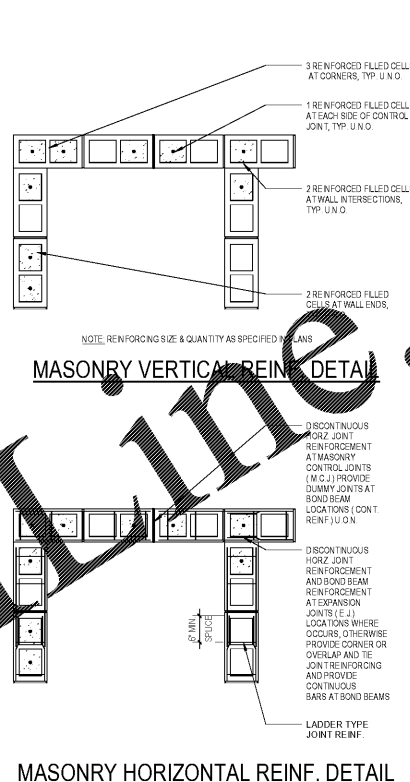 3 REINFORCED FILLED CELL
AT CORNERS, TYP. U.N.O.
1 REINFORCED FILLED CELL
AT EACH SIDE OF CONTROL
JOINT, TYP. U.N.O.
2 REINFORCED FILLED CELLS
AT WALL INTERSECTIONS,
TYP. U.N.O.
2 REINFORCED FILLED
CELLS AT WALL ENDS,
NOTE: REINFORCING SIZE & QUANTITY AS SPECIFIED IN PLANS
MASONRY VERTICAL REINF. DETAIL
Line.
DISCONTINUOUS
HORZ JOINT
REINFORCEMENT
AT MASONRY
CONTROL JOINTS
( M.C.J.) PROVIDE
DUMMY JOINTS AT
BOND BEAM
LOCATIONS ( CONT.
REINF.) U.O.N.
DISCONTINUOUS
HORZ JOINT
REINFORCEMENT
AND BOND BEAM
REINFORCEMENT
AT EXPANSION
JOINTS ( E.J.)
LOCATIONS WHERE
OCCURS, OTHERWISE
PROVIDE CORNER OR
OVERLAP AND TIE
JOINT REINFORCING
AND PROVIDE
CONTINUOUS
BARS AT BOND BEAMS
6" MIN.
SPLICE
LADDER TYPE
JOINT REINF.
MASONRY HORIZONTAL REINF. DETAIL